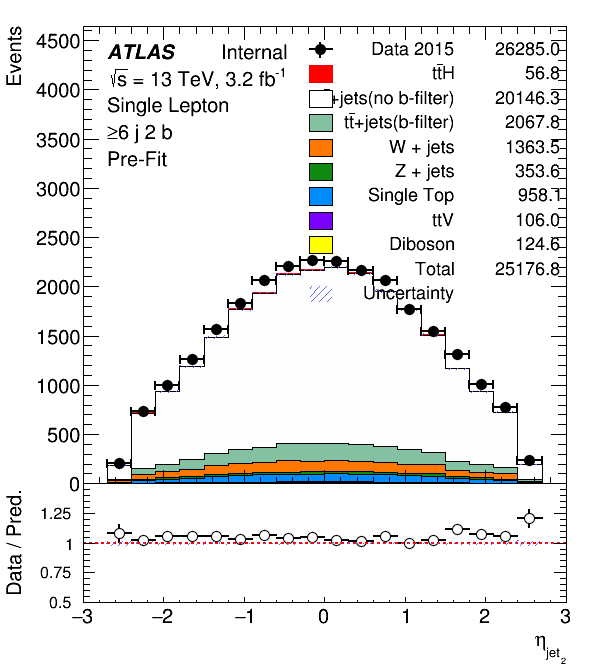 Events
4500
4000
3500
3000
2500
2000
1500
1000
500
0
ATLAS Internal
√s = 13 TeV, 3.2 fb-1
Single Lepton
≥6 j 2 b
Pre-Fit
Data 2015 26285.0
tt̄H 56.8
+jets(no b-filter) 20146.3
tt̄+jets(b-filter) 2067.8
W + jets 1363.5
Z + jets 353.6
Single Top 958.1
ttV 106.0
Diboson 124.6
Total 25176.8
Uncertainty
Data / Pred.
1.25
1
0.75
0.5
−3 −2 −1 0 1 2 3
ηjet2